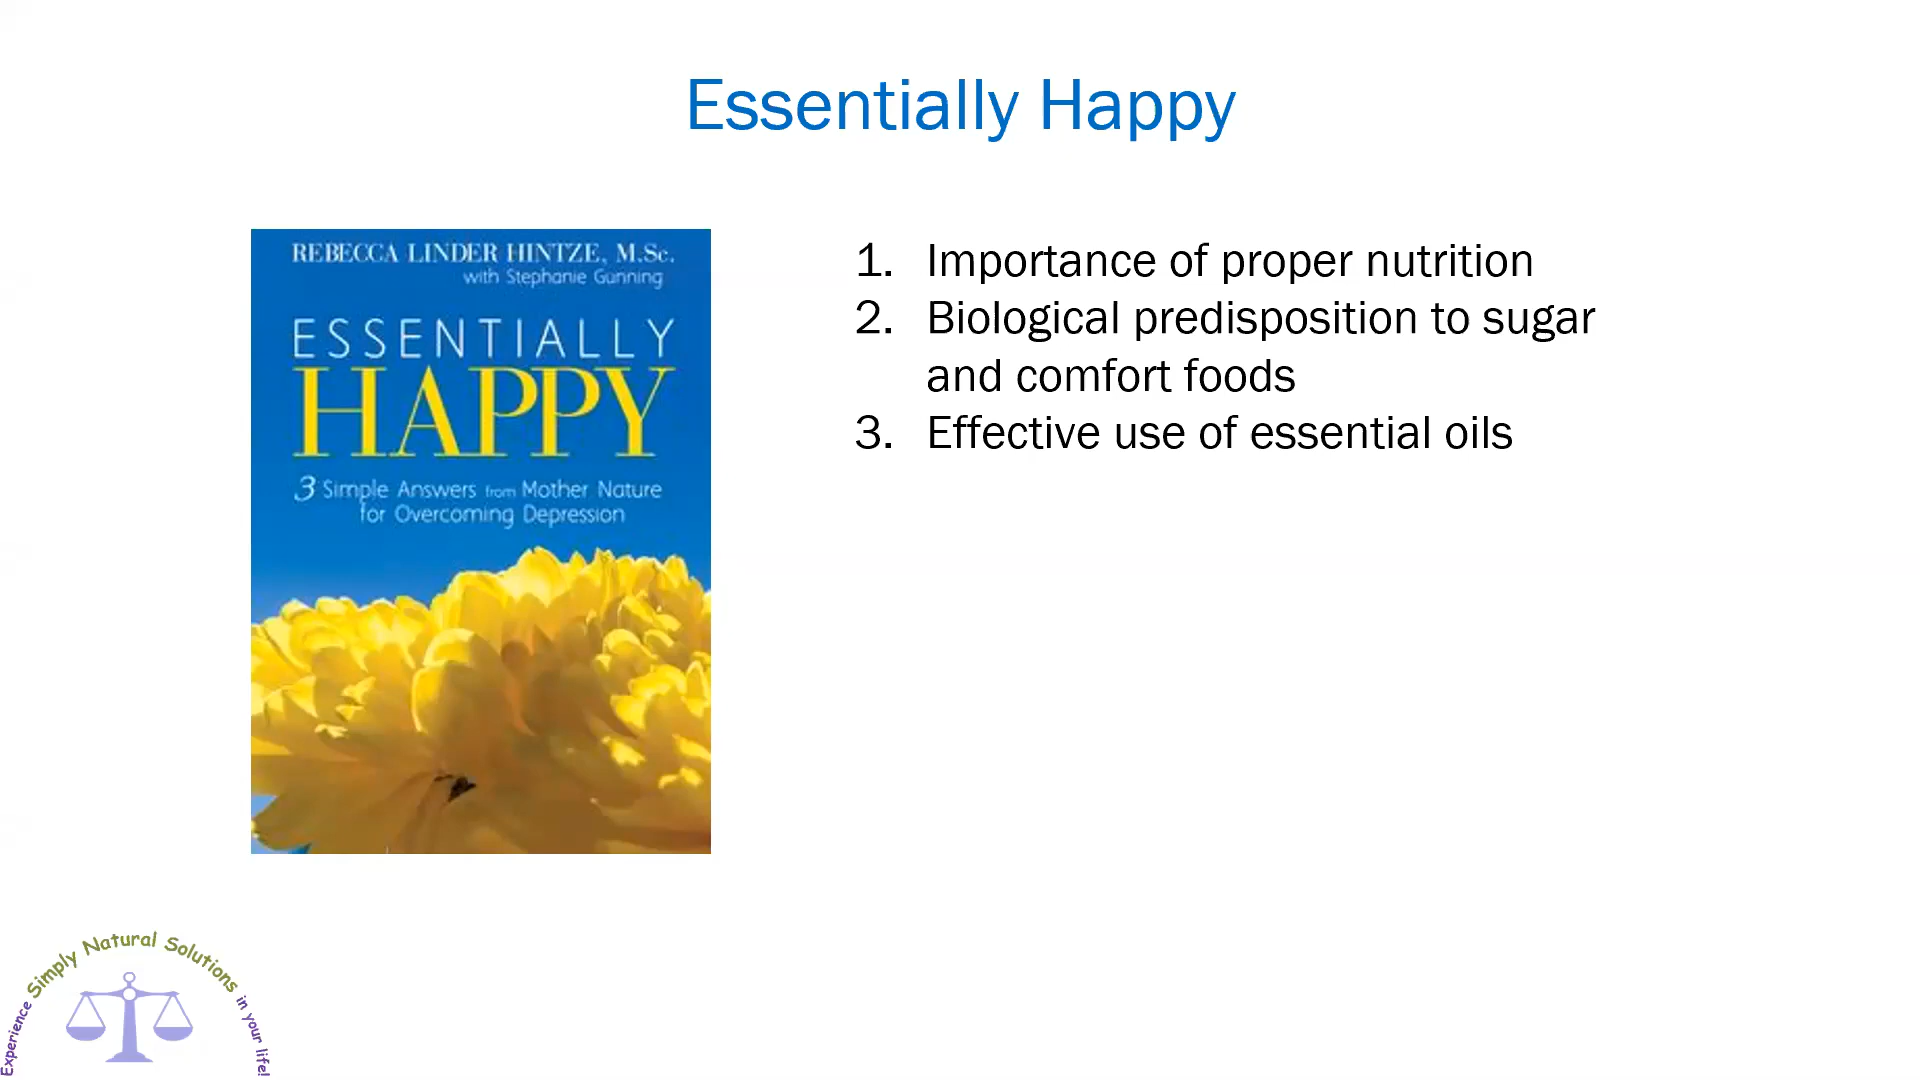 Essentially Happy
REBECCA LINDER HINTZE, M.Sc.
with Stephanie Gunning
ESSENTIALLY
HAPPY
3 Simple Answers from Mother Nature
for Overcoming Depression
1. Importance of proper nutrition
2. Biological predisposition to sugar
and comfort foods
3. Effective use of essential oils
Experience Simply Natural Solutions in your life!